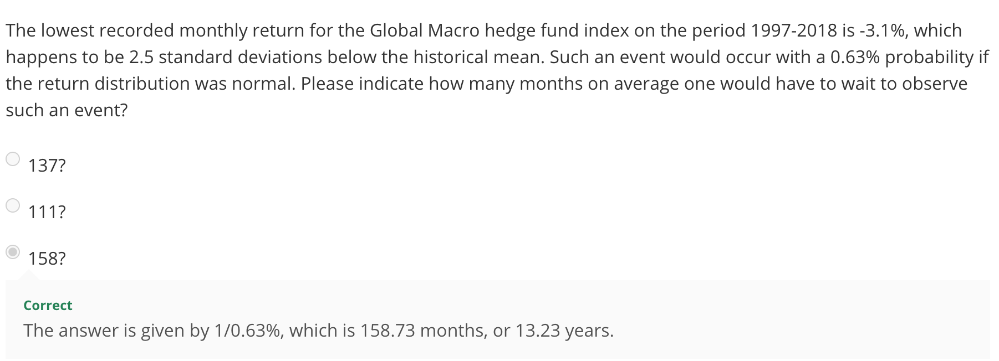 The lowest recorded monthly return for the Global Macro hedge fund index on the period 1997-2018 is -3.1%, which
happens to be 2.5 standard deviations below the historical mean. Such an event would occur with a 0.63% probability if
the return distribution was normal. Please indicate how many months on average one would have to wait to observe
such an event?
137?
111?
158?
Correct
The answer is given by 1/0.63%, which is 158.73 months, or 13.23 years.